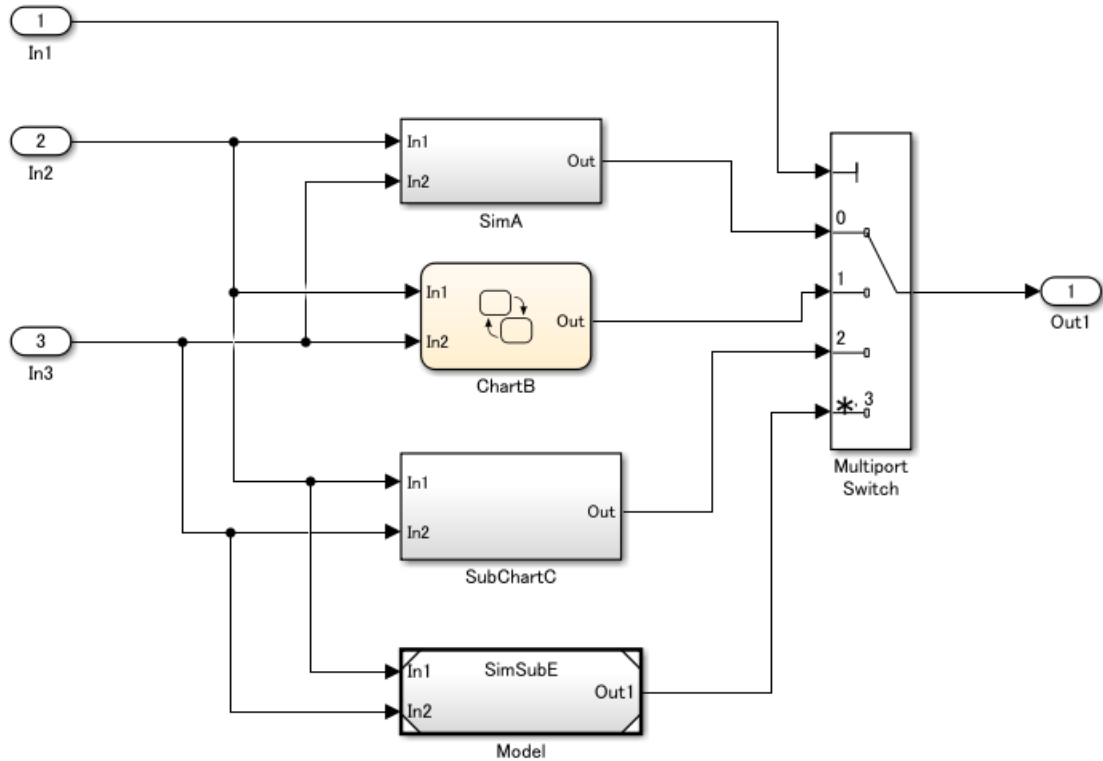 1
In1
2
In2
In1
In2
Out
SimA
0
1
2
*, 3
Multiport
Switch
1
Out1
In1
In2
Out
ChartB
3
In3
In1
In2
Out
SubChartC
SimSubE
In1
In2
Out1
Model